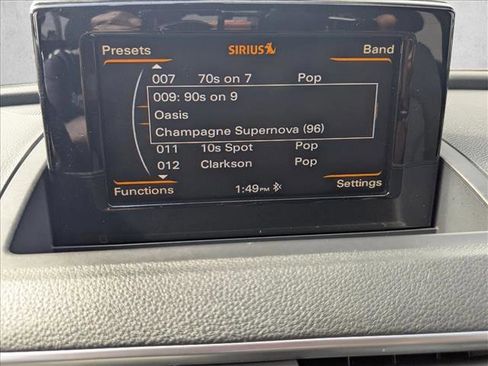 Presets SIRIUS Band
007 70s on 7 Pop
009: 90s on 9
Oasis
Champagne Supernova (96)
011 10s Spot Pop
012 Clarkson Pop
Functions 1:49PM Settings